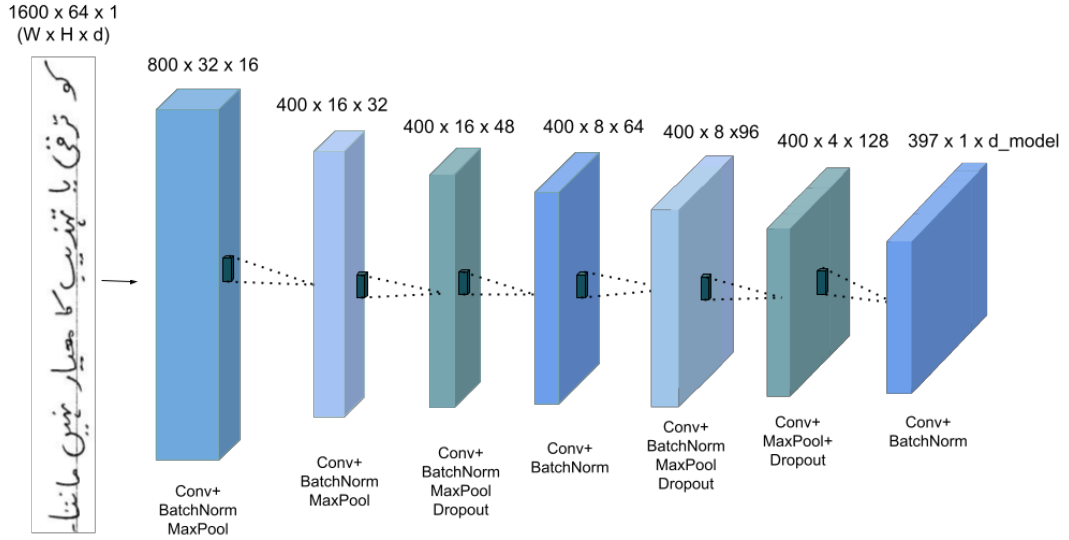 1600 x 64 x 1
(W x H x d)
کو ترقی یا تہذیب کا معیار نہیں مانتا۔
800 x 32 x 16
Conv+
BatchNorm
MaxPool
400 x 16 x 32
Conv+
BatchNorm
MaxPool
400 x 16 x 48
Conv+
BatchNorm
MaxPool
Dropout
400 x 8 x 64
Conv+
BatchNorm
400 x 8 x96
Conv+
BatchNorm
MaxPool
Dropout
400 x 4 x 128
Conv+
MaxPool+
Dropout
397 x 1 x d_model
Conv+
BatchNorm